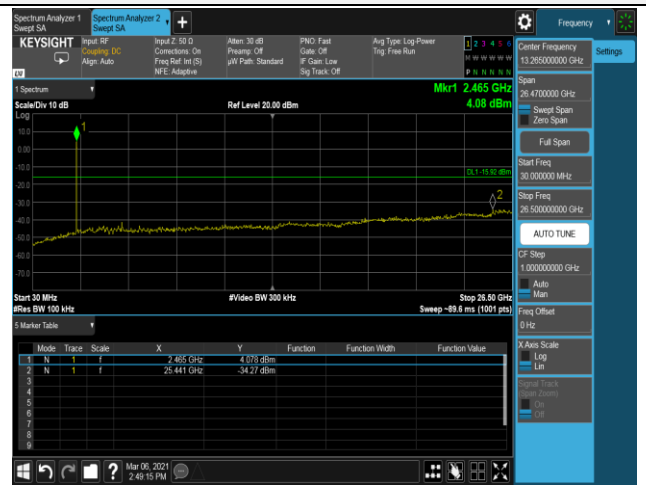 Spectrum Analyzer 1
Swept SA
Spectrum Analyzer 2
Swept SA
+
Frequency
KEYSIGHT
Input: RF
Coupling: DC
Align: Auto
Input Z: 50 Ω
Corrections: On
Freq Ref: Int (S)
NFE: Adaptive
Atten: 30 dB
Preamp: Off
µW Path: Standard
PNO: Fast
Gate: Off
IF Gain: Low
Sig Track: Off
Avg Type: Log-Power
Trig: Free Run
1 2 3 4 5 6
M W W W W W
P N N N N N
LXI
Center Frequency
13.265000000 GHz
Settings
Span
26.4700000 GHz
Swept Span
Zero Span
Full Span
Start Freq
30.000000 MHz
Stop Freq
26.500000000 GHz
AUTO TUNE
CF Step
1.000000000 GHz
Auto
Man
Freq Offset
0 Hz
X Axis Scale
Log
Lin
Signal Track
(Span Zoom)
On
Off
1 Spectrum
Scale/Div 10 dB
Ref Level 20.00 dBm
Mkr1 2.465 GHz
4.08 dBm
Log
10.0
0.00
-10.0
-20.0
-30.0
-40.0
-50.0
-60.0
-70.0
1
DL1 -15.92 dBm
2
Start 30 MHz
#Video BW 300 kHz
Stop 26.50 GHz
#Res BW 100 kHz
Sweep ~89.6 ms (1001 pts)
5 Marker Table
Mode Trace Scale X Y Function Function Width Function Value
1 N 1 f 2.465 GHz 4.078 dBm
2 N 1 f 25.441 GHz -34.27 dBm
3
4
5
6
7
8
9
?
Mar 06, 2021
2:49:15 PM